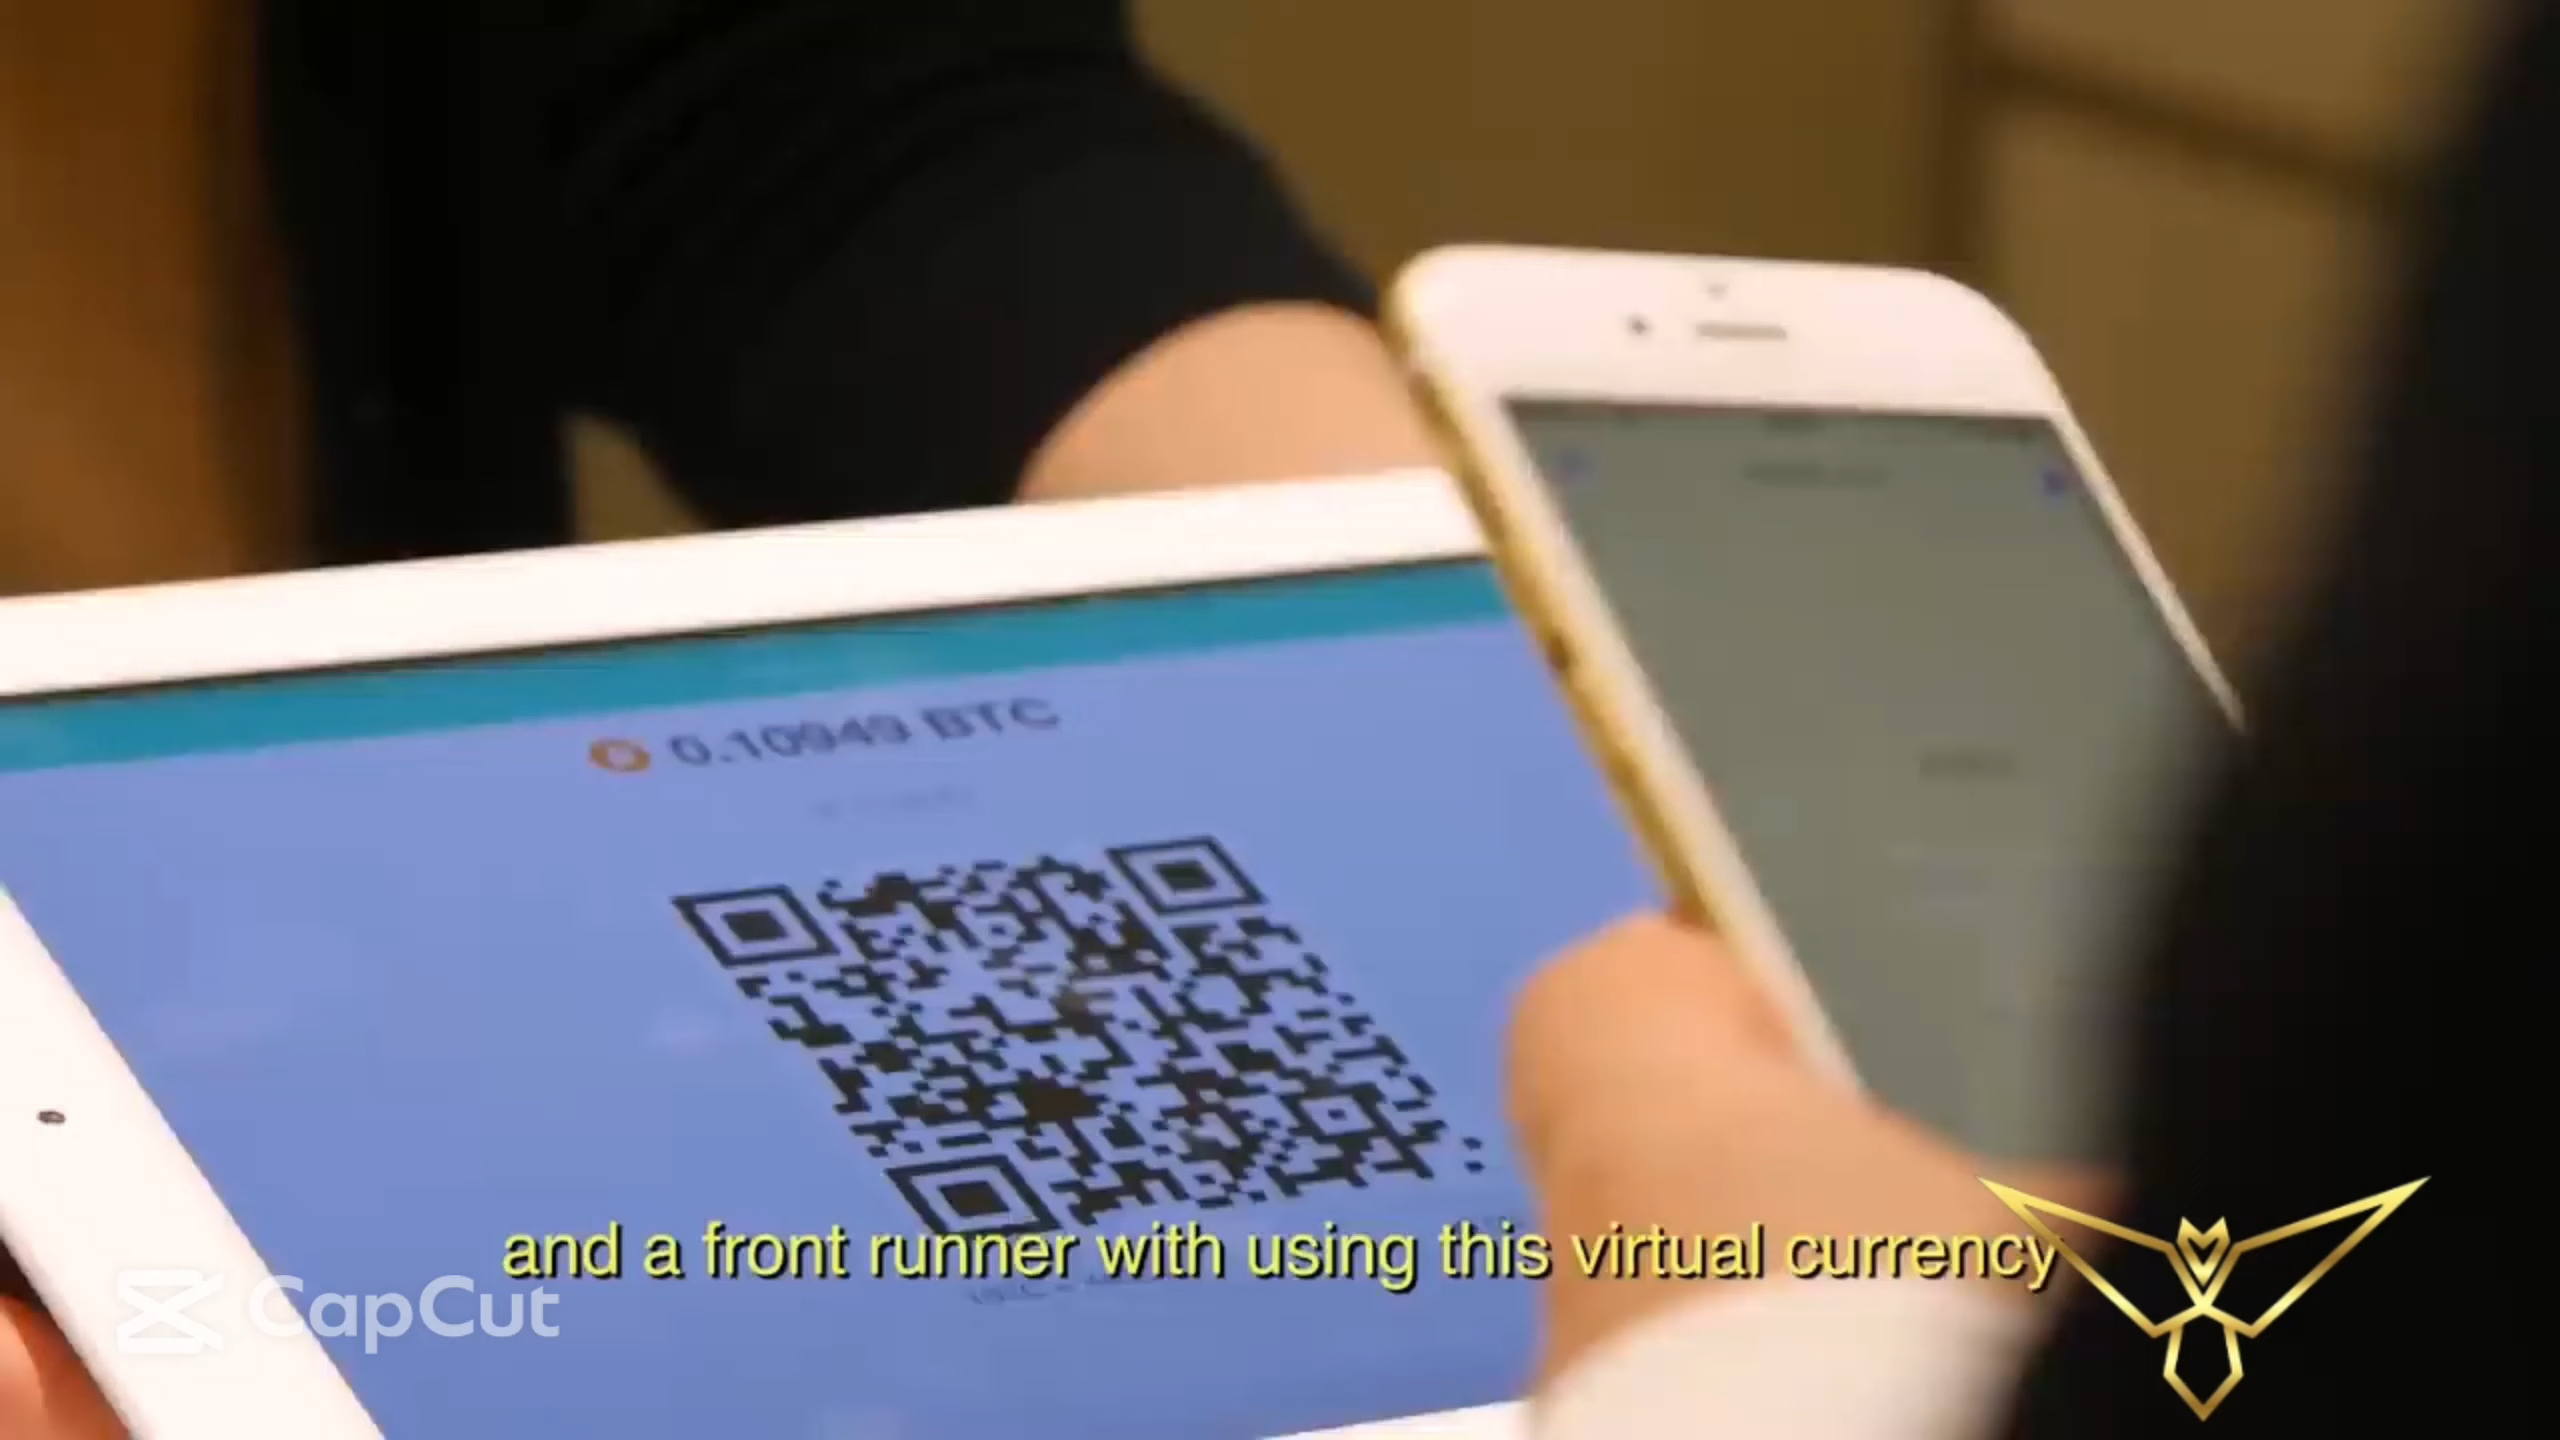 0.10949 BTC
and a front runner with using this virtual currency
CapCut